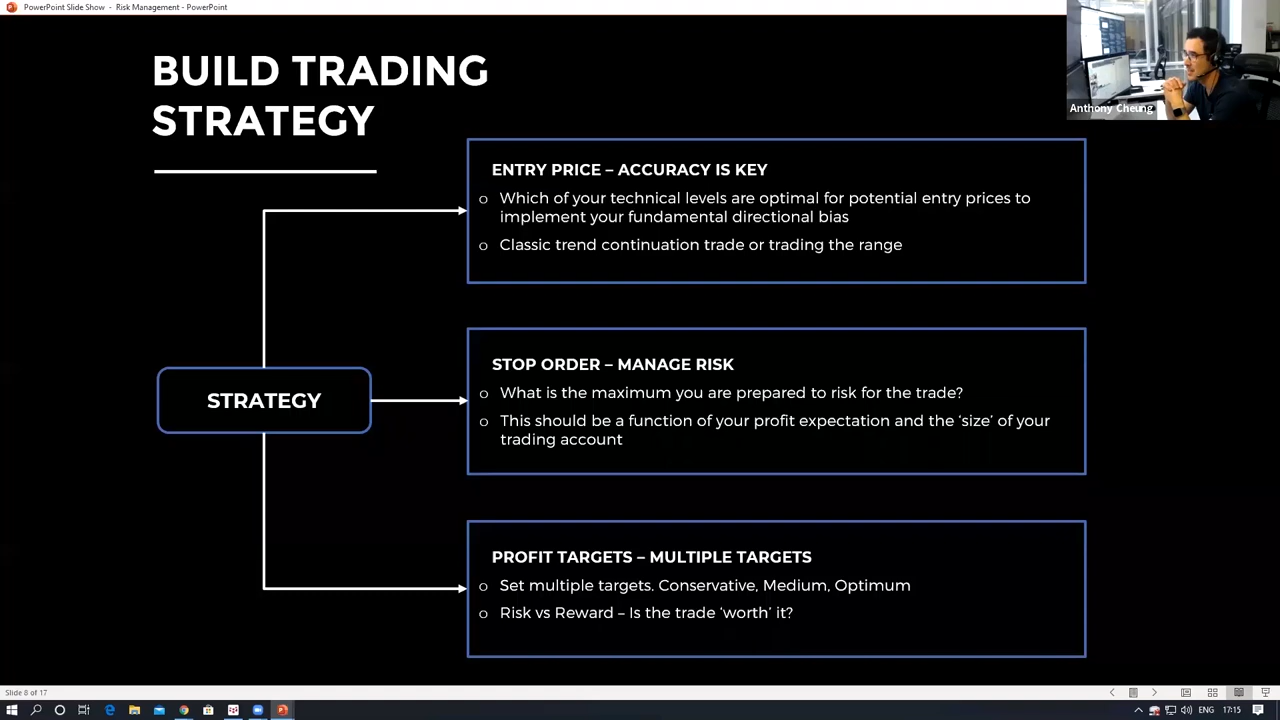 PowerPoint Slide Show - Risk Management - PowerPoint
Anthony Cheung
BUILD TRADING
STRATEGY
ENTRY PRICE – ACCURACY IS KEY
o Which of your technical levels are optimal for potential entry prices to
implement your fundamental directional bias
o Classic trend continuation trade or trading the range
STRATEGY
STOP ORDER – MANAGE RISK
o What is the maximum you are prepared to risk for the trade?
o This should be a function of your profit expectation and the ‘size’ of your
trading account
PROFIT TARGETS – MULTIPLE TARGETS
o Set multiple targets. Conservative, Medium, Optimum
o Risk vs Reward – Is the trade ‘worth’ it?
Slide 8 of 17
ENG 17:15